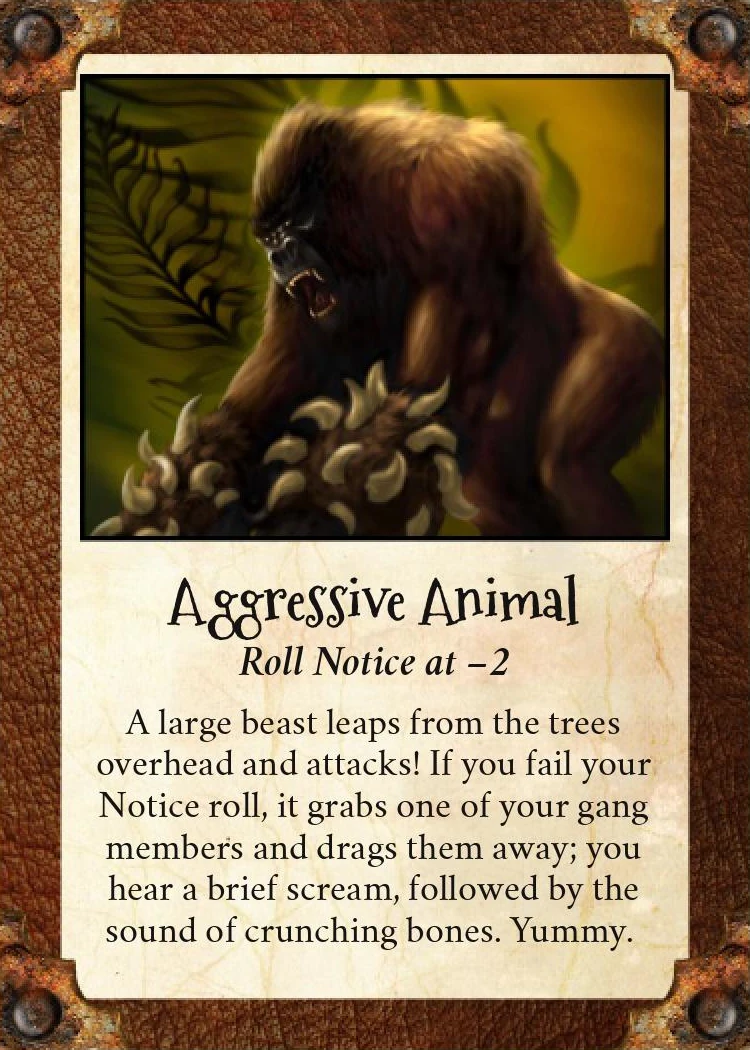 Aggressive Animal
Roll Notice at –2
A large beast leaps from the trees
overhead and attacks! If you fail your
Notice roll, it grabs one of your gang
members and drags them away; you
hear a brief scream, followed by the
sound of crunching bones. Yummy.